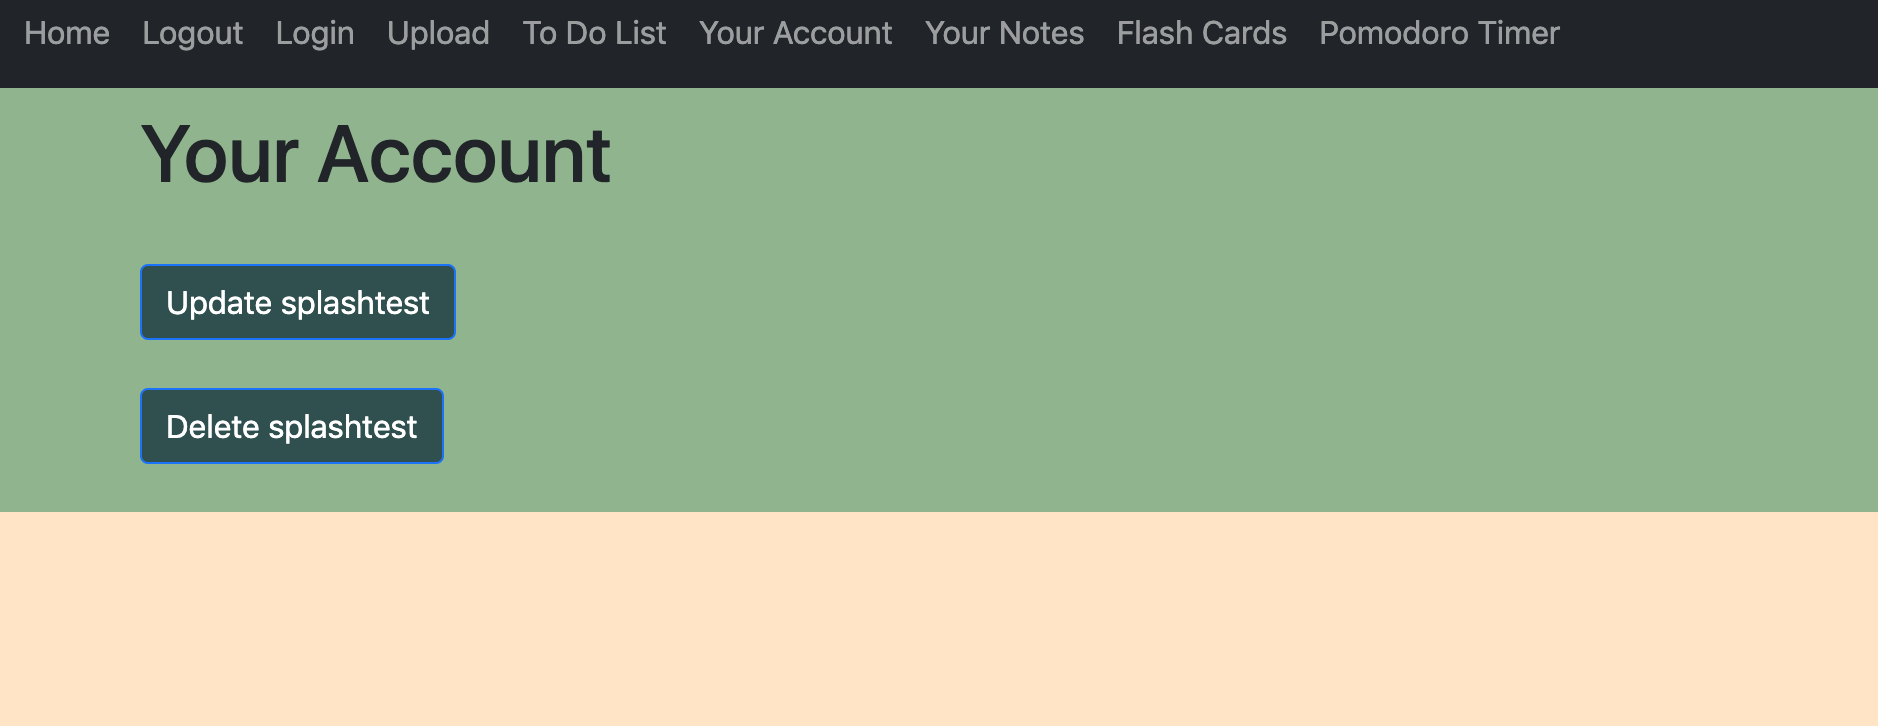 Home Logout Login Upload To Do List Your Account Your Notes Flash Cards Pomodoro Timer
Your Account
Update splashtest
Delete splashtest